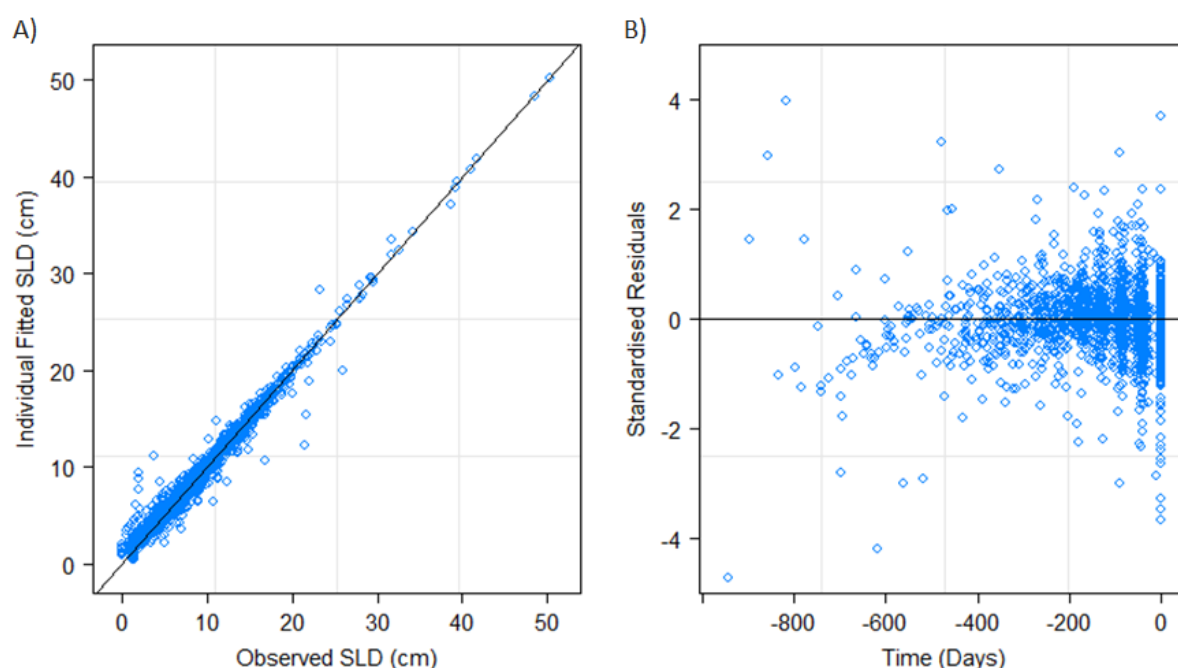 A)
Individual Fitted SLD (cm)
50
40
30
20
10
0
0 10 20 30 40 50
Observed SLD (cm)
B)
Standardised Residuals
4
2
0
-2
-4
-800 -600 -400 -200 0
Time (Days)